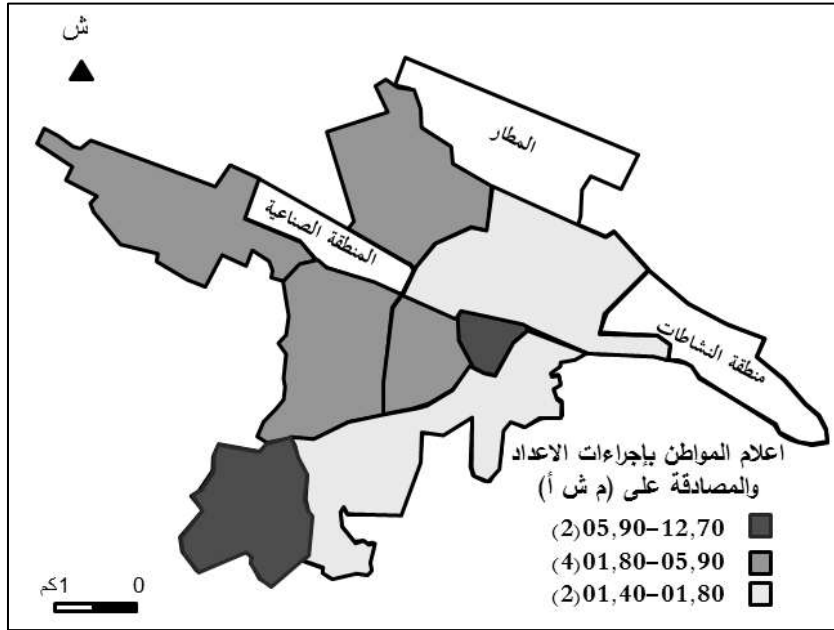 ش
المطار
المنطقة الصناعية
منطقة النشاطات
اعلام المواطن بإجراءات الاعداد
والمصادقة على (م ش أ)
05,90–12,70(2)
01,80–05,90(4)
01,40–01,80(2)
1كم 0